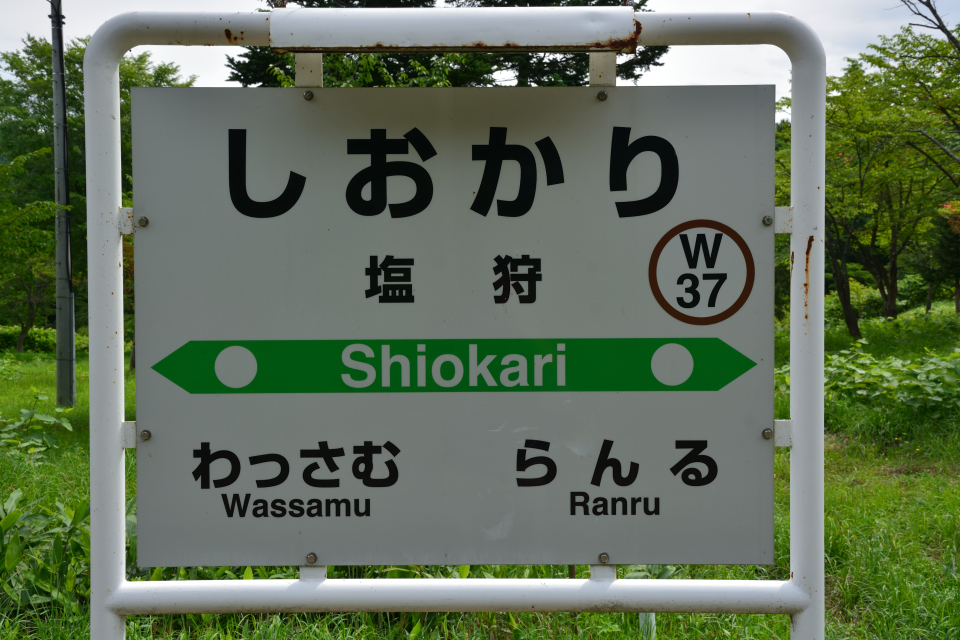 しおかり
塩狩
W
37
Shiokari
わっさむ らんる
Wassamu Ranru